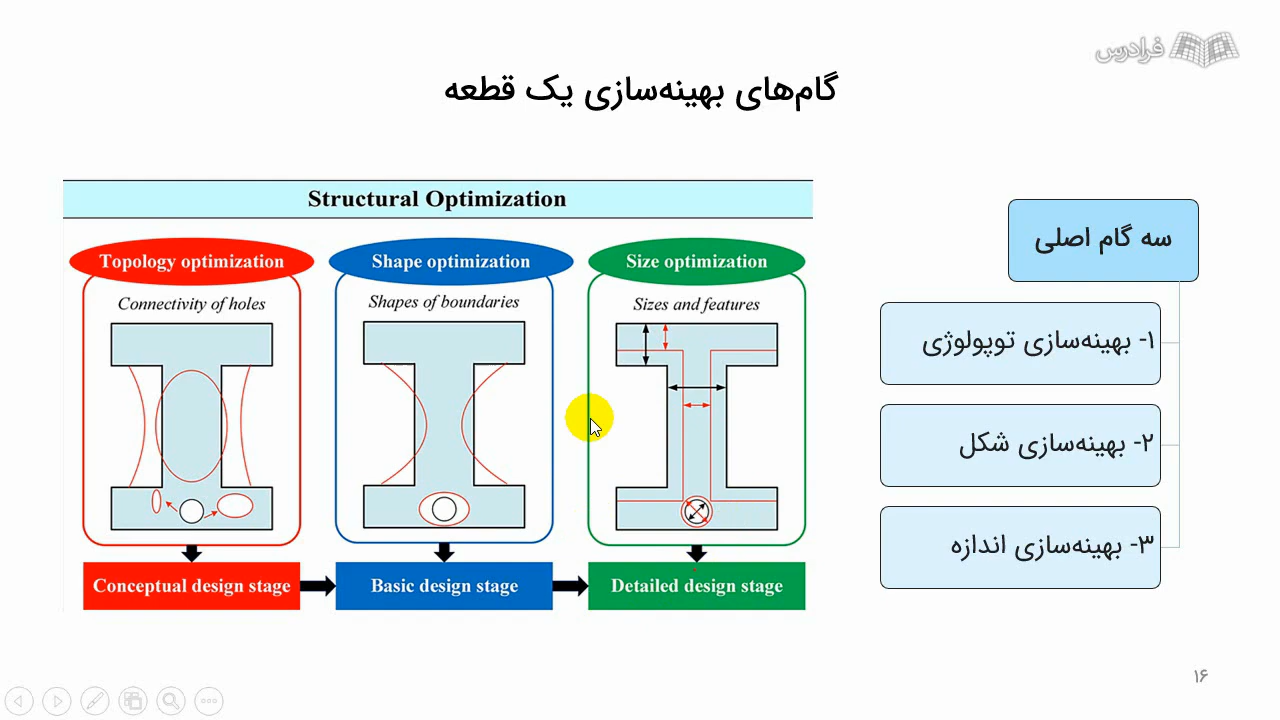 فرادرس
گام‌های بهینه‌سازی یک قطعه
Structural Optimization
Topology optimization
Shape optimization
Size optimization
Connectivity of holes
Shapes of boundaries
Sizes and features
Conceptual design stage
Basic design stage
Detailed design stage
سه گام اصلی
۱- بهینه‌سازی توپولوژی
۲- بهینه‌سازی شکل
۳- بهینه‌سازی اندازه
۱۶